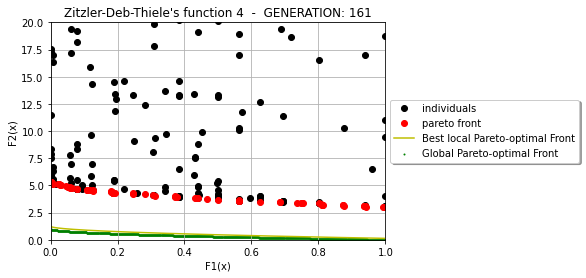 Zitzler-Deb-Thiele's function 4 - GENERATION: 161
20.0
17.5
15.0
12.5
10.0
7.5
5.0
2.5
0.0
F2(x)
0.0 0.2 0.4 0.6 0.8 1.0
F1(x)
individuals
pareto front
Best local Pareto-optimal Front
Global Pareto-optimal Front